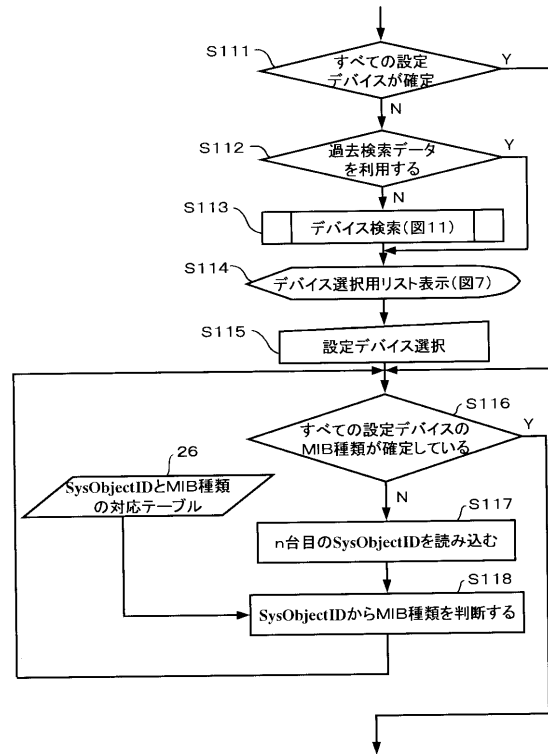 S111
すべての設定
デバイスが確定
Y
N
S112
過去検索データ
を利用する
Y
N
S113
デバイス検索(図11)
S114
デバイス選択用リスト表示(図7)
S115
設定デバイス選択
S116
すべての設定デバイスの
MIB種類が確定している
Y
N
26
SysObjectIDとMIB種類
の対応テーブル
S117
n台目のSysObjectIDを読み込む
S118
SysObjectIDからMIB種類を判断する